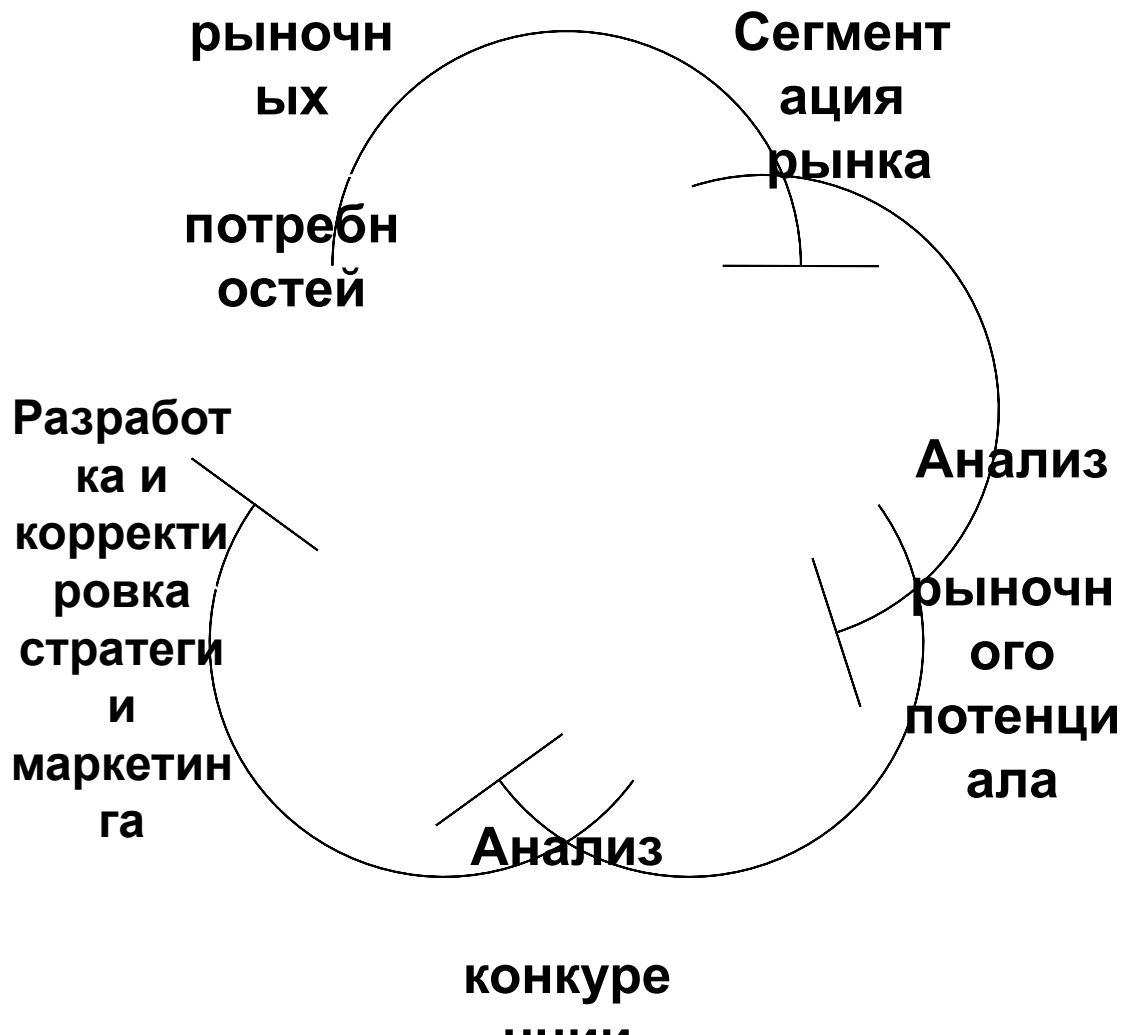 рыночн
ых
потребн
остей
Сегмент
ация
рынка
Анализ
рыночн
ого
потенци
ала
Анализ
конкуре
Разработ
ка и
корректи
ровка
стратеги
и
маркетин
га